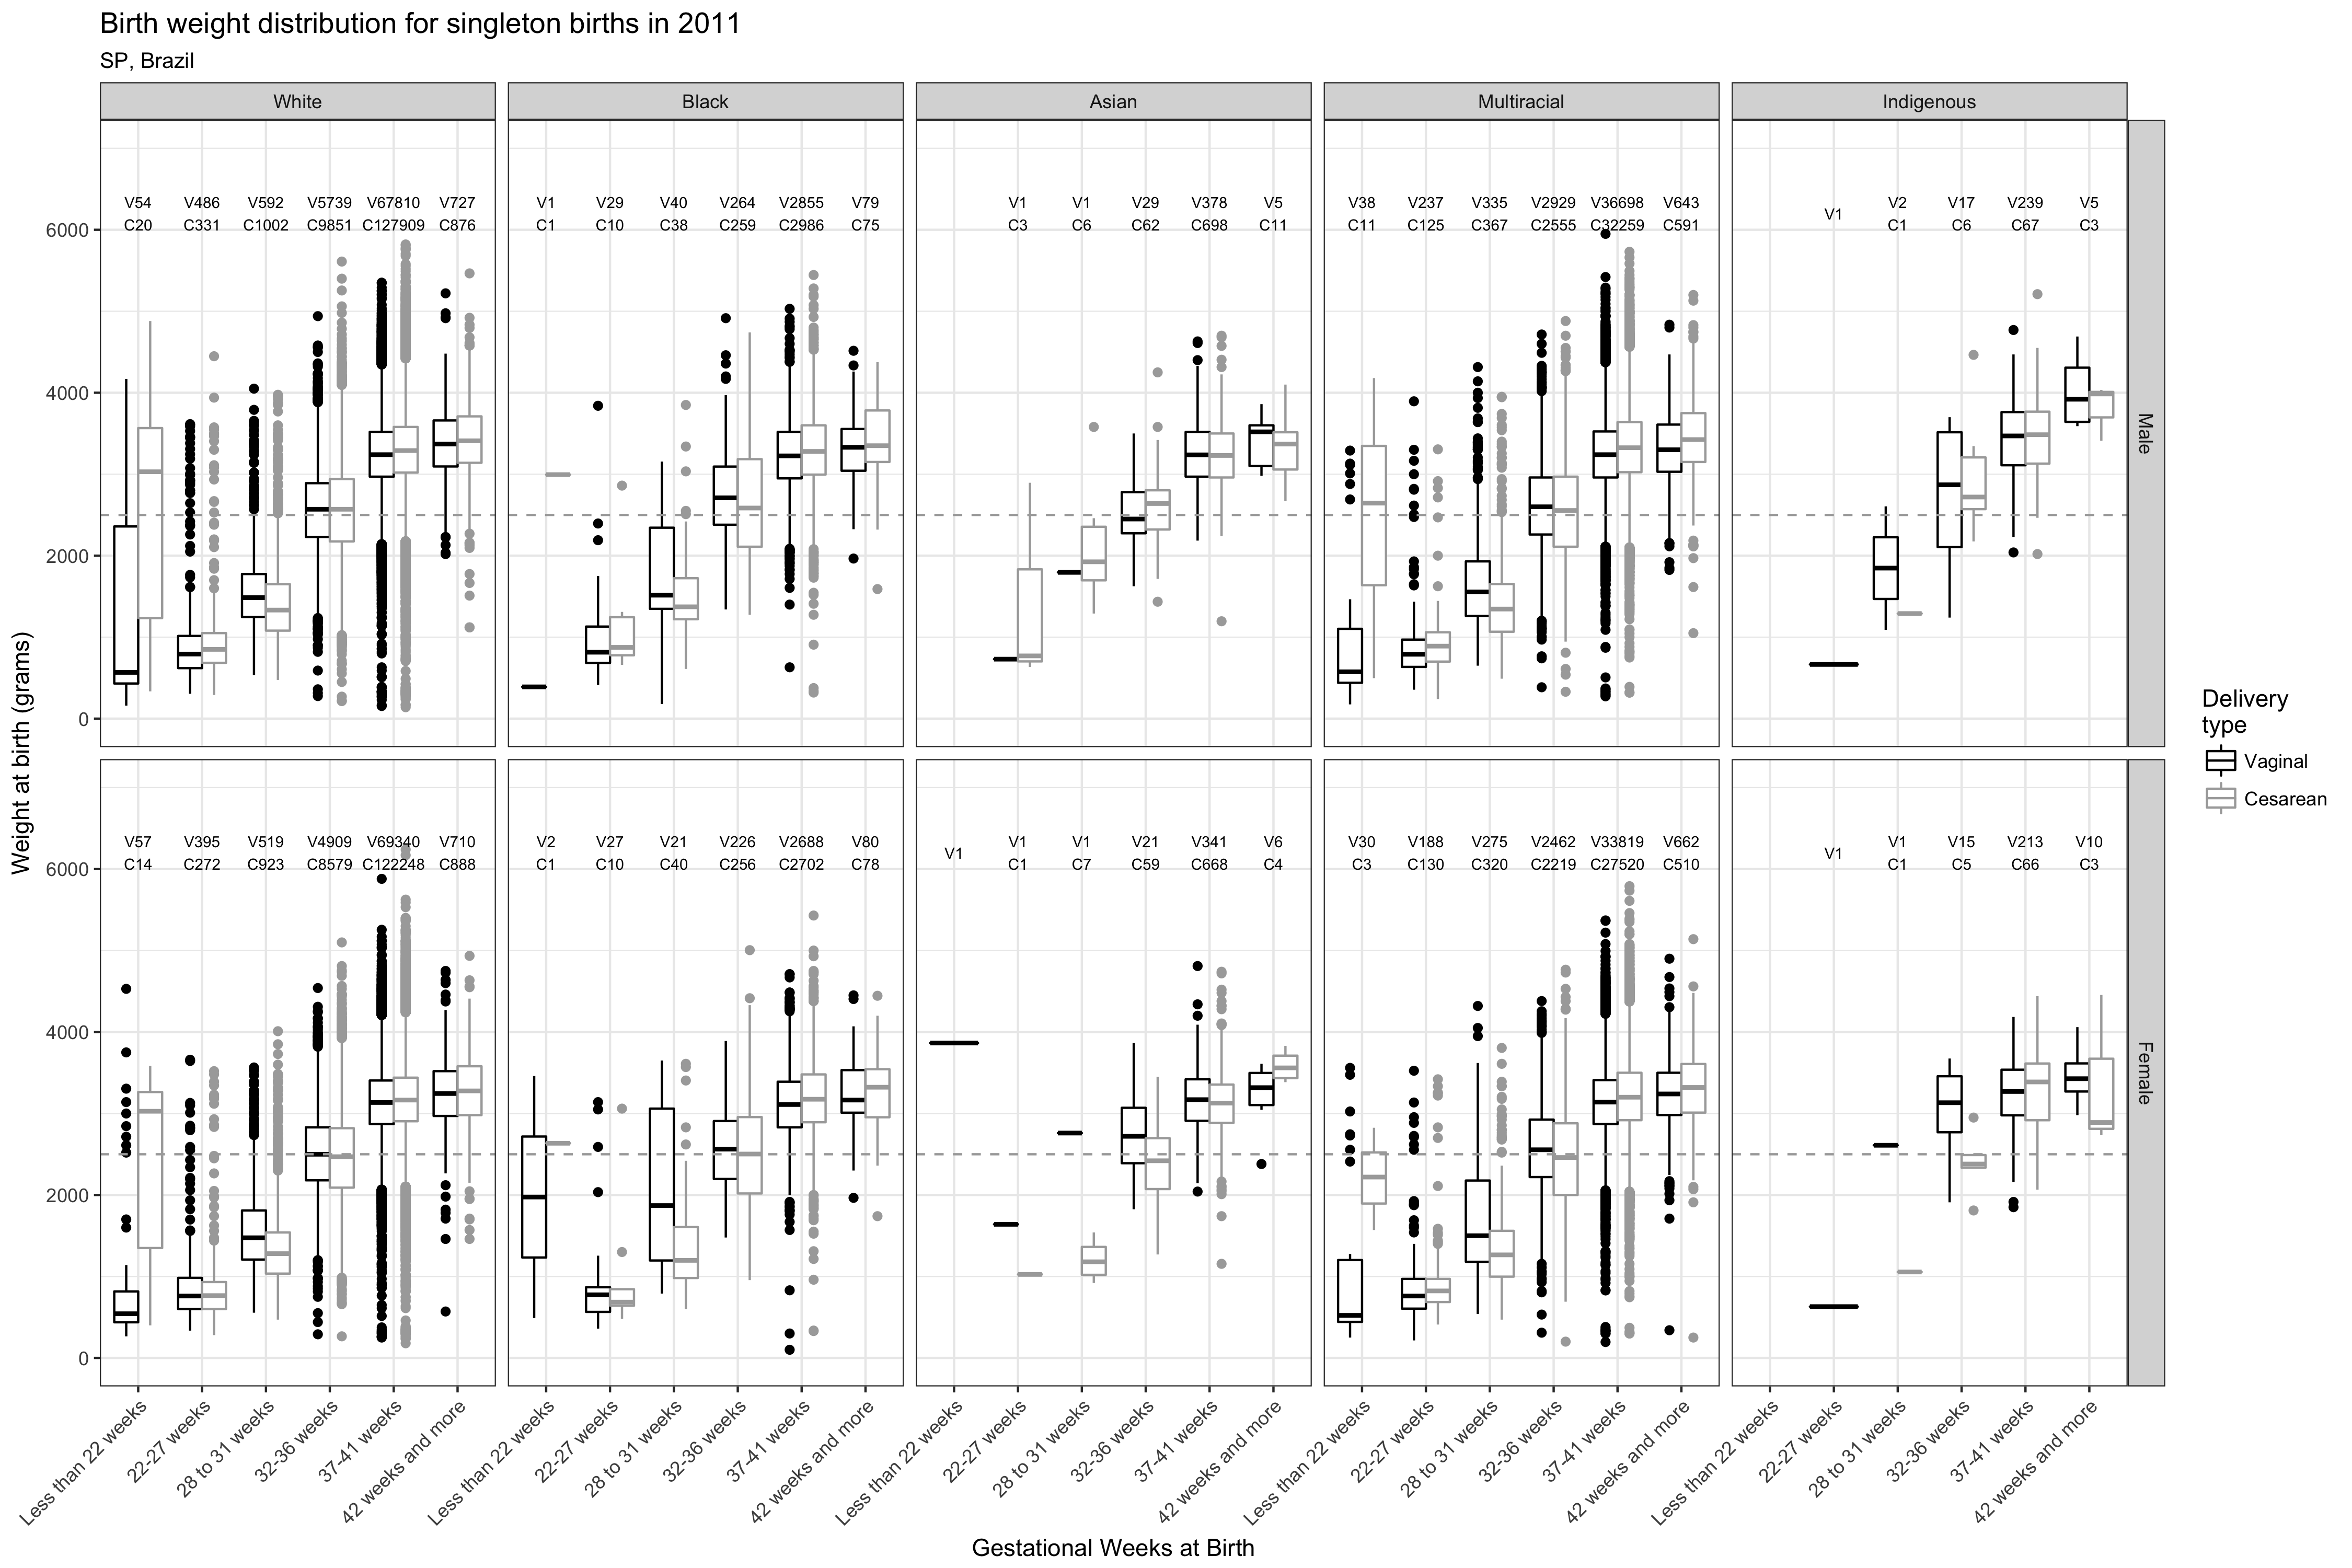 Birth weight distribution for singleton births in 2011
SP, Brazil
White Black Asian Multiracial Indigenous
Weight at birth (grams)
6000
4000
2000
0
V54 V486 V592 V5739 V67810 V727
C20 C331 C1002 C9851 C127909 C876
V1 V29 V40 V264 V2855 V79
C1 C10 C38 C259 C2986 C75
V1 V1 V29 V378 V5
C3 C6 C62 C698 C11
V38 V237 V335 V2929 V36698 V643
C11 C125 C367 C2555 C32259 C591
V1
V2 V17 V239 V5
C1 C6 C67 C3
Male
6000
4000
2000
0
V57 V395 V519 V4909 V69340 V710
C14 C272 C923 C8579 C122248 C888
V2 V27 V21 V226 V2688 V80
C1 C10 C40 C256 C2702 C78
V1
V1 V1 V21 V341 V6
C1 C7 C59 C668 C4
V30 V188 V275 V2462 V33819 V662
C3 C130 C320 C2219 C27520 C510
V1
V1 V15 V213 V10
C1 C5 C66 C3
Female
Less than 22 weeks 22-27 weeks 28 to 31 weeks 32-36 weeks 37-41 weeks 42 weeks and more
Less than 22 weeks 22-27 weeks 28 to 31 weeks 32-36 weeks 37-41 weeks 42 weeks and more
Less than 22 weeks 22-27 weeks 28 to 31 weeks 32-36 weeks 37-41 weeks 42 weeks and more
Less than 22 weeks 22-27 weeks 28 to 31 weeks 32-36 weeks 37-41 weeks 42 weeks and more
Less than 22 weeks 22-27 weeks 28 to 31 weeks 32-36 weeks 37-41 weeks 42 weeks and more
Gestational Weeks at Birth
Delivery
type
Vaginal
Cesarean